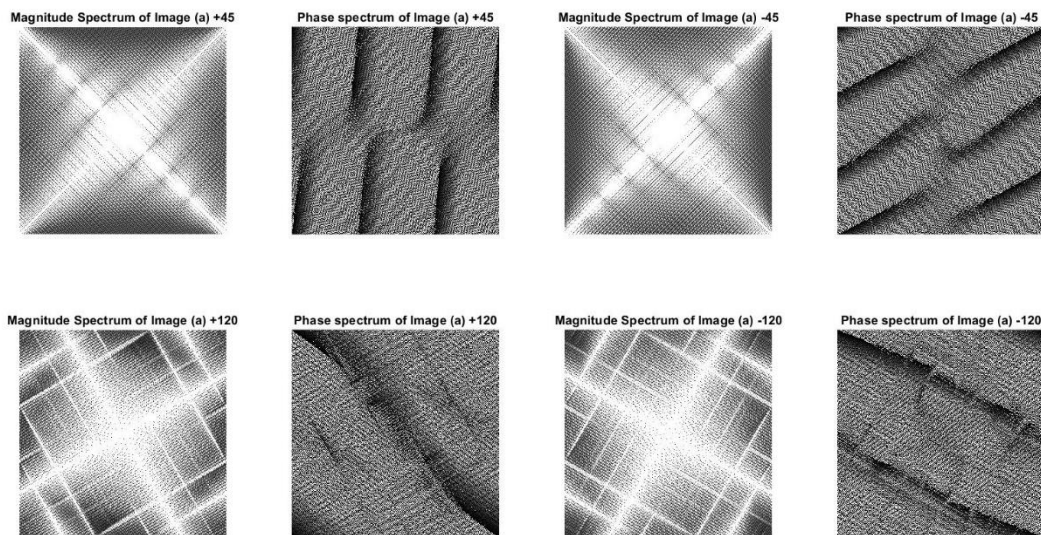 Magnitude Spectrum of Image (a) +45
Phase spectrum of Image (a) +45
Magnitude Spectrum of Image (a) -45
Phase spectrum of Image (a) -45
Magnitude Spectrum of Image (a) +120
Phase spectrum of Image (a) +120
Magnitude Spectrum of Image (a) -120
Phase spectrum of Image (a) -120